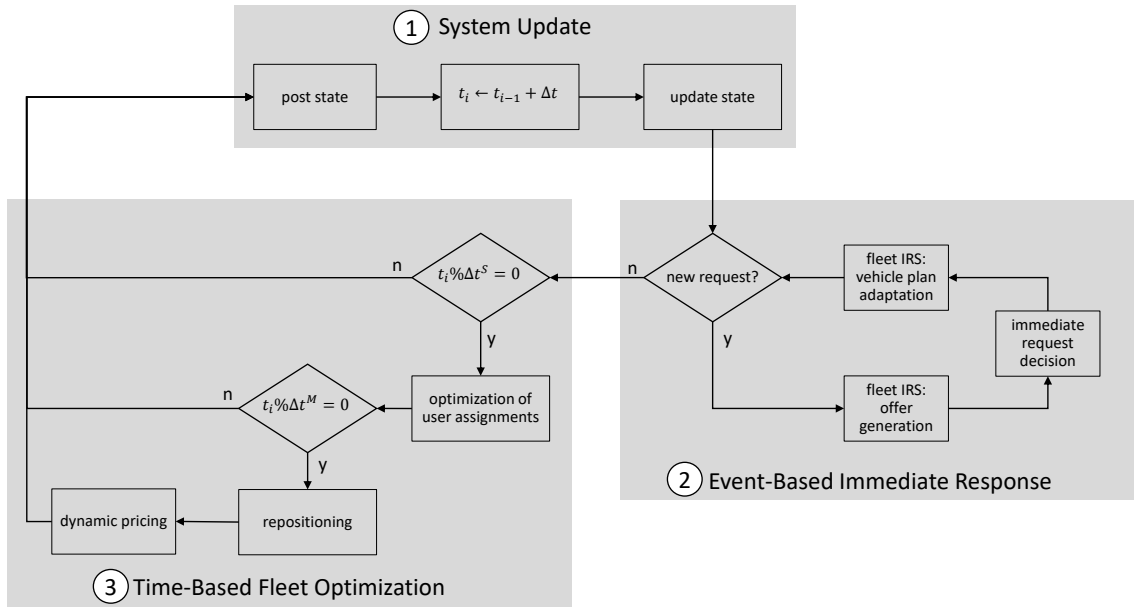 1 System Update
post state
t_i ← t_{i−1} + Δt
update state
new request?
n
y
fleet IRS:
vehicle plan
adaptation
immediate
request
decision
fleet IRS:
offer
generation
2 Event-Based Immediate Response
t_i%Δt^S = 0
n
y
optimization of
user assignments
t_i%Δt^M = 0
n
y
repositioning
dynamic pricing
3 Time-Based Fleet Optimization